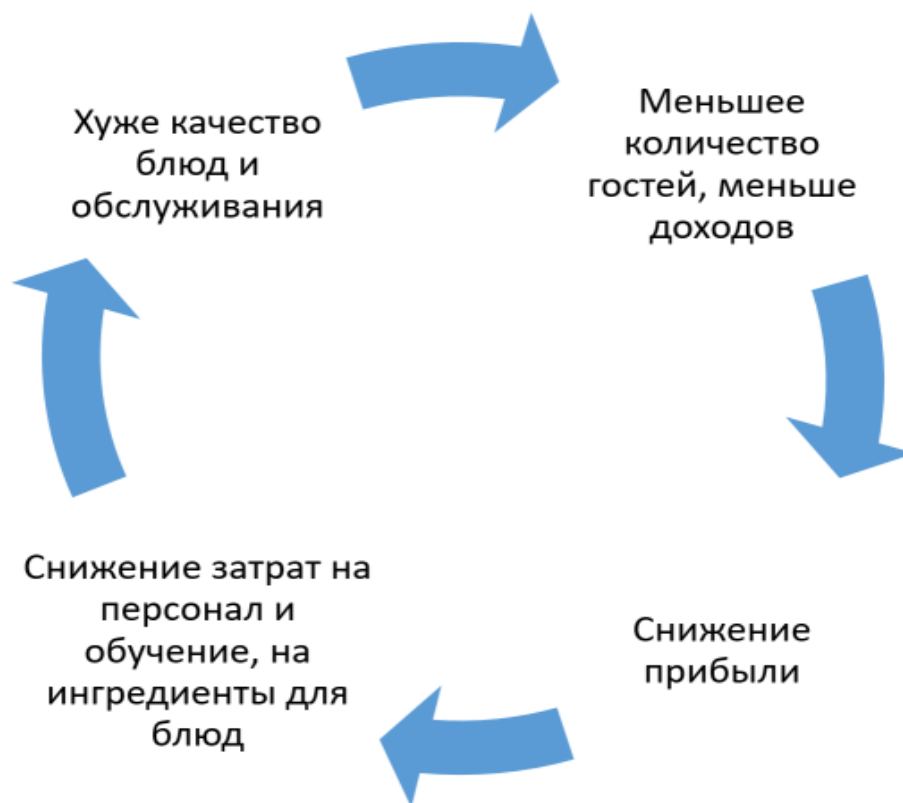 Хуже качество
блюд и
обслуживания
Меньшее
количество
гостей, меньше
доходов
Снижение
прибыли
Снижение затрат на
персонал и
обучение, на
ингредиенты для
блюд